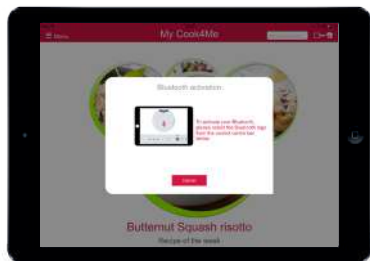 Menu
My Cook4Me
Bluetooth activation
To activate your Bluetooth,
please select the Bluetooth logo
from the control centre bar
below.
Butternut Squash risotto
Recipe of the week